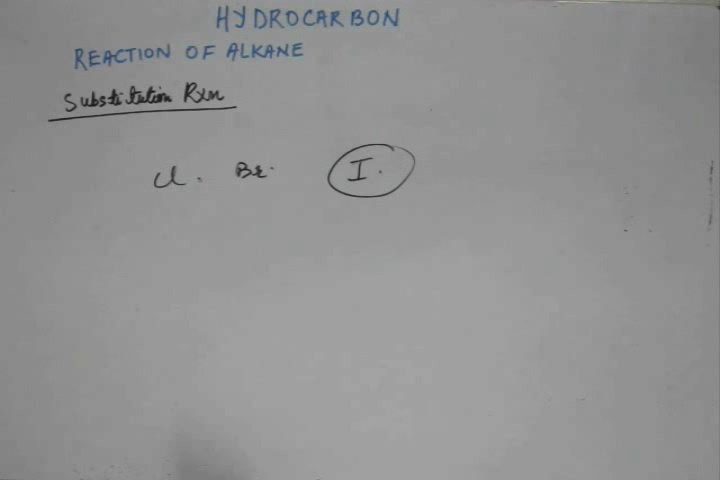 HYDROCARBON
REACTION OF ALKANE
Substitution Rxn
Cl. Br. I.